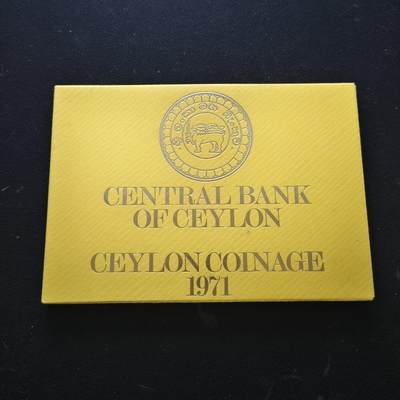 CENTRAL BANK
OF CEYLON
CEYLON COINAGE
1971